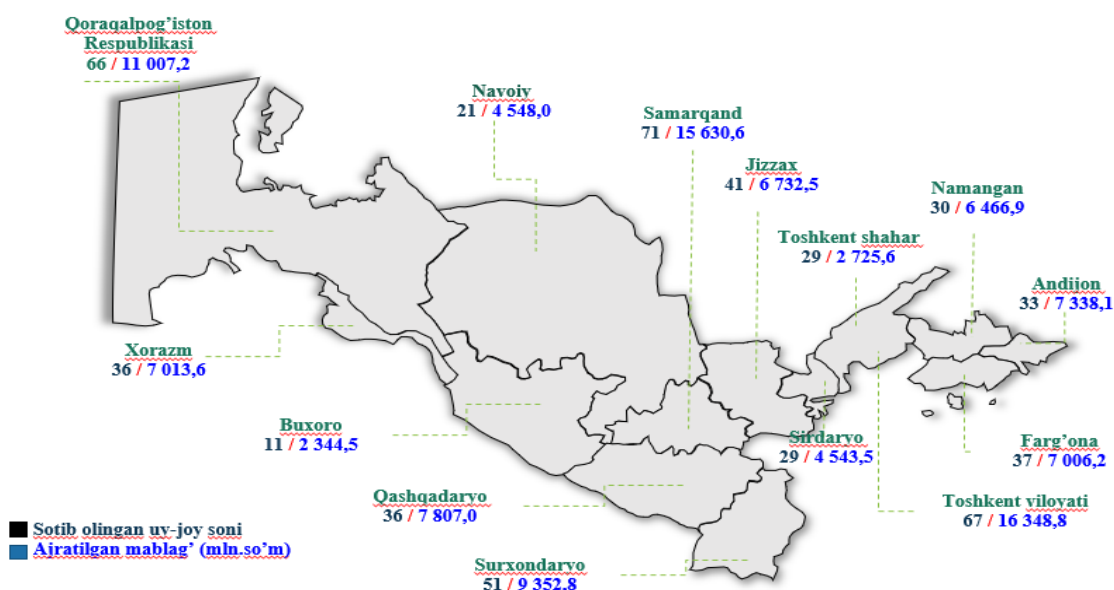 Qoraqalpog’iston
Respublikasi
66 / 11 007,2
Navoiy
21 / 4 548,0
Samarqand
71 / 15 630,6
Jizzax
41 / 6 732,5
Namangan
30 / 6 466,9
Toshkent shahar
29 / 2 725,6
Andijon
33 / 7 338,1
Xorazm
36 / 7 013,6
Buxoro
11 / 2 344,5
Sirdaryo
29 / 4 543,5
Farg’ona
37 / 7 006,2
Qashqadaryo
36 / 7 807,0
Toshkent viloyati
67 / 16 348,8
Surxondaryo
51 / 9 352,8
Sotib olingan uy-joy soni
Ajratilgan mablag’ (mln.so’m)